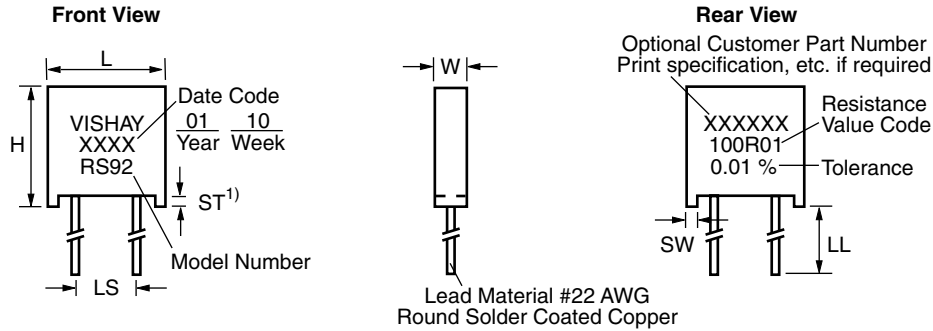 Front View
L
H
VISHAY
XXXX
RS92
Date Code
01 10
Year Week
ST1)
Model Number
LS
W
Lead Material #22 AWG
Round Solder Coated Copper
Rear View
Optional Customer Part Number
Print specification, etc. if required
XXXXXX
100R01
0.01 %
Resistance
Value Code
Tolerance
SW
LL